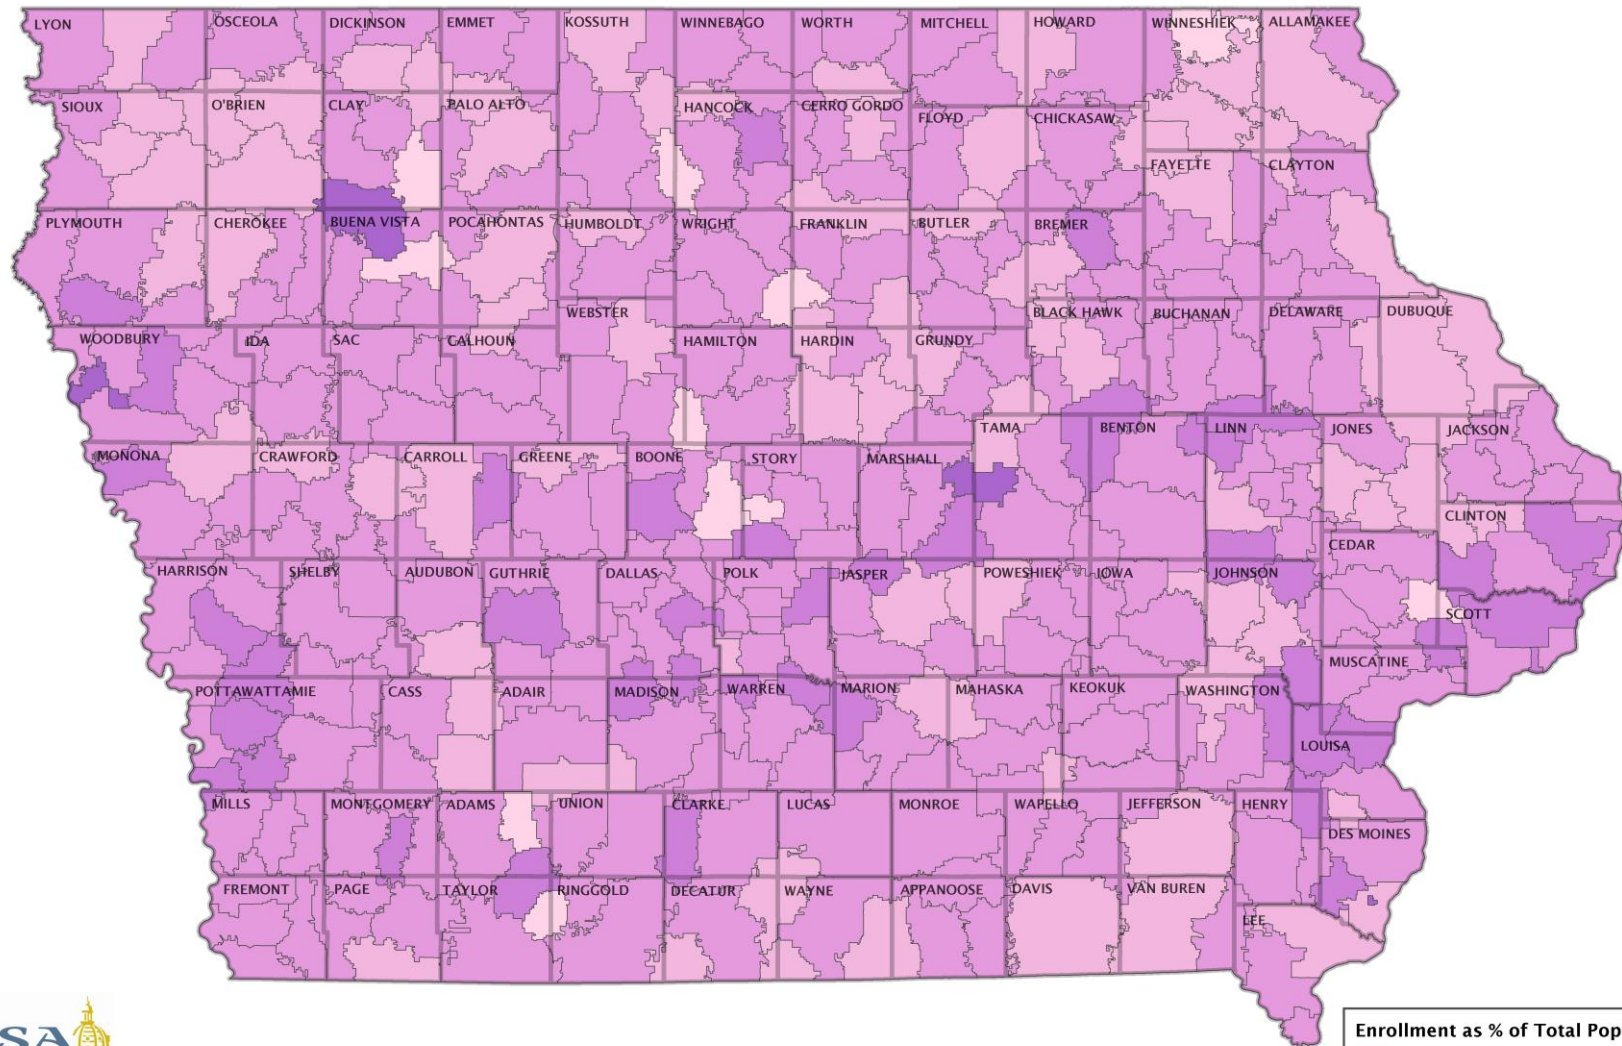 LYON
OSCEOLA
DICKINSON
EMMET
KOSSUTH
WINNEBAGO
WORTH
MITCHELL
HOWARD
WINNESHIEK
ALLAMAKEE
SIOUX
O'BRIEN
CLAY
PALO ALTO
HANCOCK
CERRO GORDO
FLOYD
CHICKASAW
FAYETTE
CLAYTON
PLYMOUTH
CHEROKEE
BUENA VISTA
POCAHONTAS
HUMBOLDT
WRIGHT
FRANKLIN
BUTLER
BREMER
WEBSTER
BLACK HAWK
BUCHANAN
DELAWARE
DUBUQUE
WOODBURY
IDA
SAC
CALHOUN
HAMILTON
HARDIN
GRUNDY
TAMA
BENTON
LINN
JONES
JACKSON
MONONA
CRAWFORD
CARROLL
GREENE
BOONE
STORY
MARSHALL
CLINTON
CEDAR
HARRISON
SHELBY
AUDUBON
GUTHRIE
DALLAS
POLK
JASPER
POWESHIEK
IOWA
JOHNSON
SCOTT
MUSCATINE
POTTAWATTAMIE
CASS
ADAIR
MADISON
WARREN
MARION
MAHASKA
KEOKUK
WASHINGTON
LOUISA
MILLS
MONTGOMERY
ADAMS
UNION
CLARKE
LUCAS
MONROE
WAPELLO
JEFFERSON
HENRY
DES MOINES
FREMONT
PAGE
TAYLOR
RINGGOLD
DECATUR
WAYNE
APPANOOSE
DAVIS
VAN BUREN
LEE
SA
Enrollment as % of Total Pop